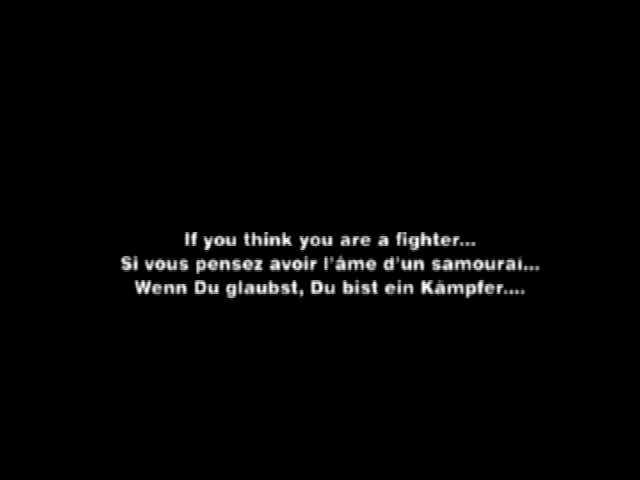 If you think you are a fighter...
Si vous pensez avoir l'âme d'un samouraï...
Wenn Du glaubst, Du bist ein Kämpfer....